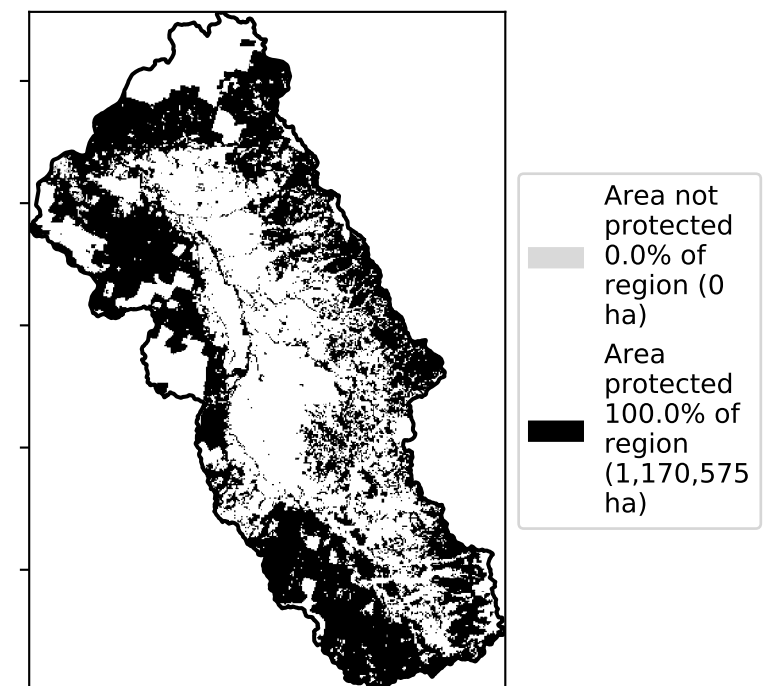 Area not
protected
0.0% of
region (0
ha)
Area
protected
100.0% of
region
(1,170,575
ha)